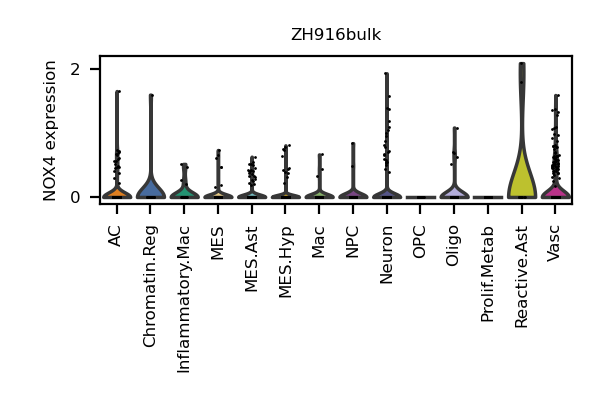 ZH916bulk
NOX4 expression
2
0
AC
Chromatin.Reg
Inflammatory.Mac
MES
MES.Ast
MES.Hyp
Mac
NPC
Neuron
OPC
Oligo
Prolif.Metab
Reactive.Ast
Vasc